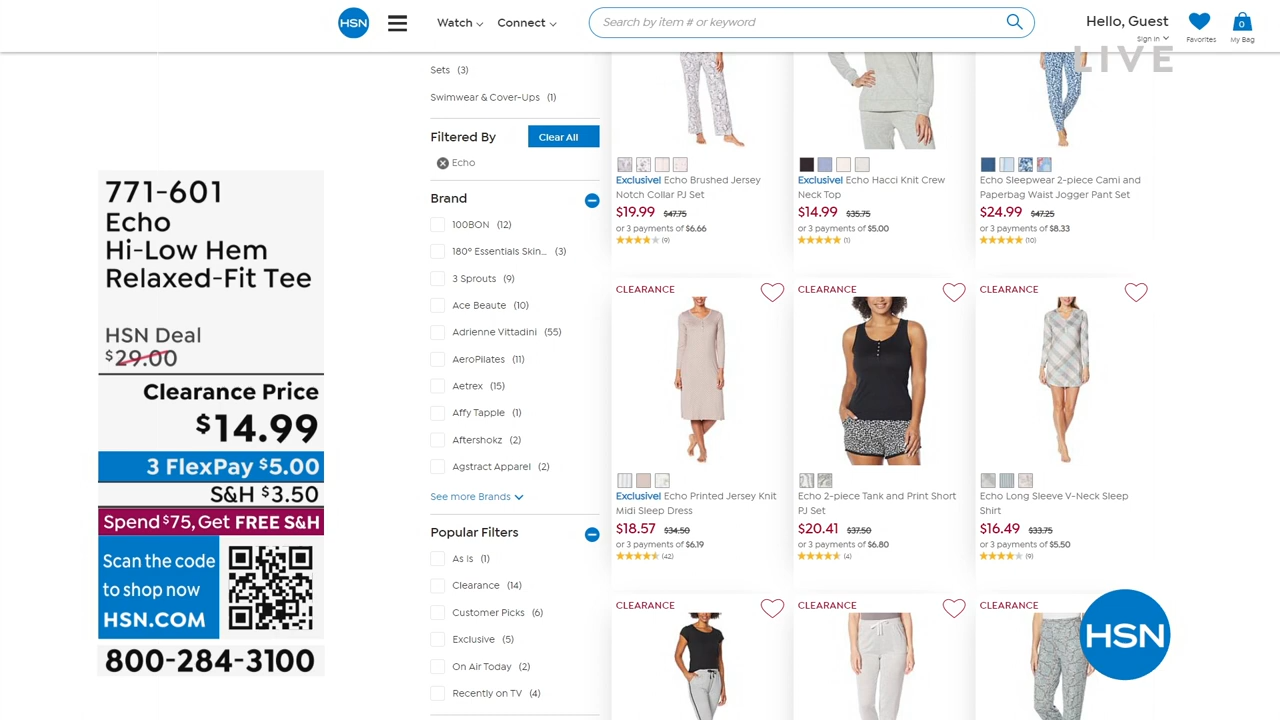 HSN
Watch
Connect
Search by item # or keyword
Hello, Guest
Sign In
Favorites
0
My Bag
LIVE
771-601
Echo
Hi-Low Hem
Relaxed-Fit Tee
HSN Deal
$29.00
Clearance Price
$14.99
3 FlexPay $5.00
S&H $3.50
Spend $75, Get FREE S&H
Scan the code
to shop now
HSN.COM
800-284-3100
Sets (3)
Swimwear & Cover-Ups (1)
Filtered By
Clear All
Echo
Brand
100BON (12)
180° Essentials Skin... (3)
3 Sprouts (9)
Ace Beaute (10)
Adrienne Vittadini (55)
AeroPilates (11)
Aetrex (15)
Affy Tapple (1)
Aftershokz (2)
Agstract Apparel (2)
See more Brands
Popular Filters
As Is (1)
Clearance (14)
Customer Picks (6)
Exclusive (5)
On Air Today (2)
Recently on TV (4)
Exclusive! Echo Brushed Jersey
Notch Collar PJ Set
$19.99 $47.75
or 3 payments of $6.66
(9)
Exclusive! Echo Hacci Knit Crew
Neck Top
$14.99 $35.75
or 3 payments of $5.00
(1)
Echo Sleepwear 2-piece Cami and
Paperbag Waist Jogger Pant Set
$24.99 $47.25
or 3 payments of $8.33
(10)
CLEARANCE
Exclusive! Echo Printed Jersey Knit
Midi Sleep Dress
$18.57 $34.50
or 3 payments of $6.19
(42)
CLEARANCE
Echo 2-piece Tank and Print Short
PJ Set
$20.41 $37.50
or 3 payments of $6.80
(4)
CLEARANCE
Echo Long Sleeve V-Neck Sleep
Shirt
$16.49 $33.75
or 3 payments of $5.50
(9)
CLEARANCE
CLEARANCE
CLEARANCE
HSN